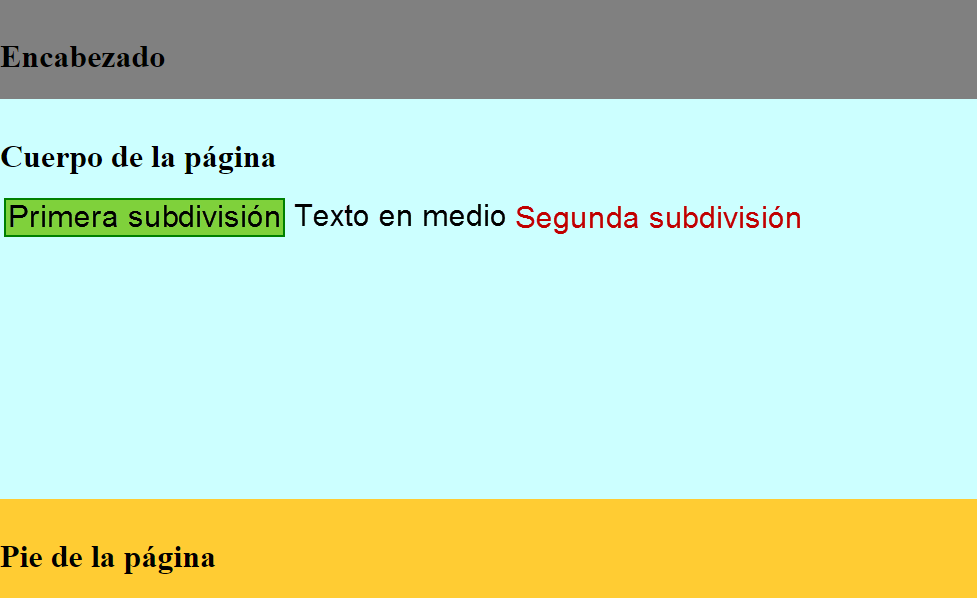 Encabezado
Cuerpo de la página
Primera subdivisión Texto en medio Segunda subdivisión
Pie de la página